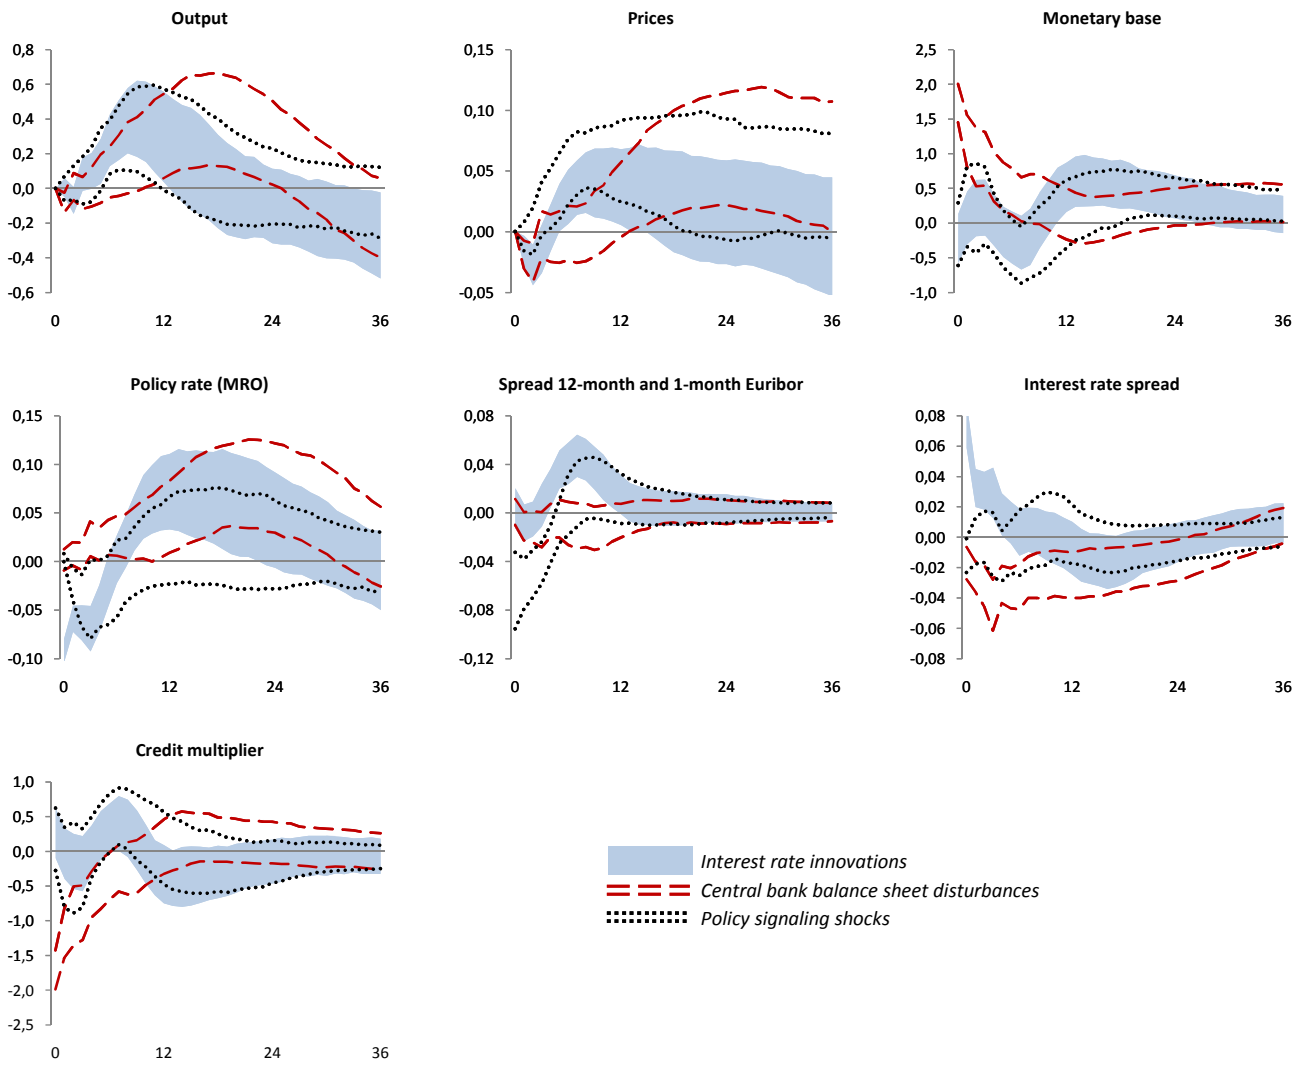 Output
0,8
0,6
0,4
0,2
0,0
-0,2
-0,4
-0,6
0 12 24 36
Prices
0,15
0,10
0,05
0,00
-0,05
0 12 24 36
Monetary base
2,5
2,0
1,5
1,0
0,5
0,0
-0,5
-1,0
0 12 24 36
Policy rate (MRO)
0,15
0,10
0,05
0,00
-0,05
-0,10
0 12 24 36
Spread 12-month and 1-month Euribor
0,08
0,04
0,00
-0,04
-0,08
-0,12
0 12 24 36
Interest rate spread
0,08
0,06
0,04
0,02
0,00
-0,02
-0,04
-0,06
-0,08
0 12 24 36
Credit multiplier
1,0
0,5
0,0
-0,5
-1,0
-1,5
-2,0
-2,5
0 12 24 36
Interest rate innovations
Central bank balance sheet disturbances
Policy signaling shocks